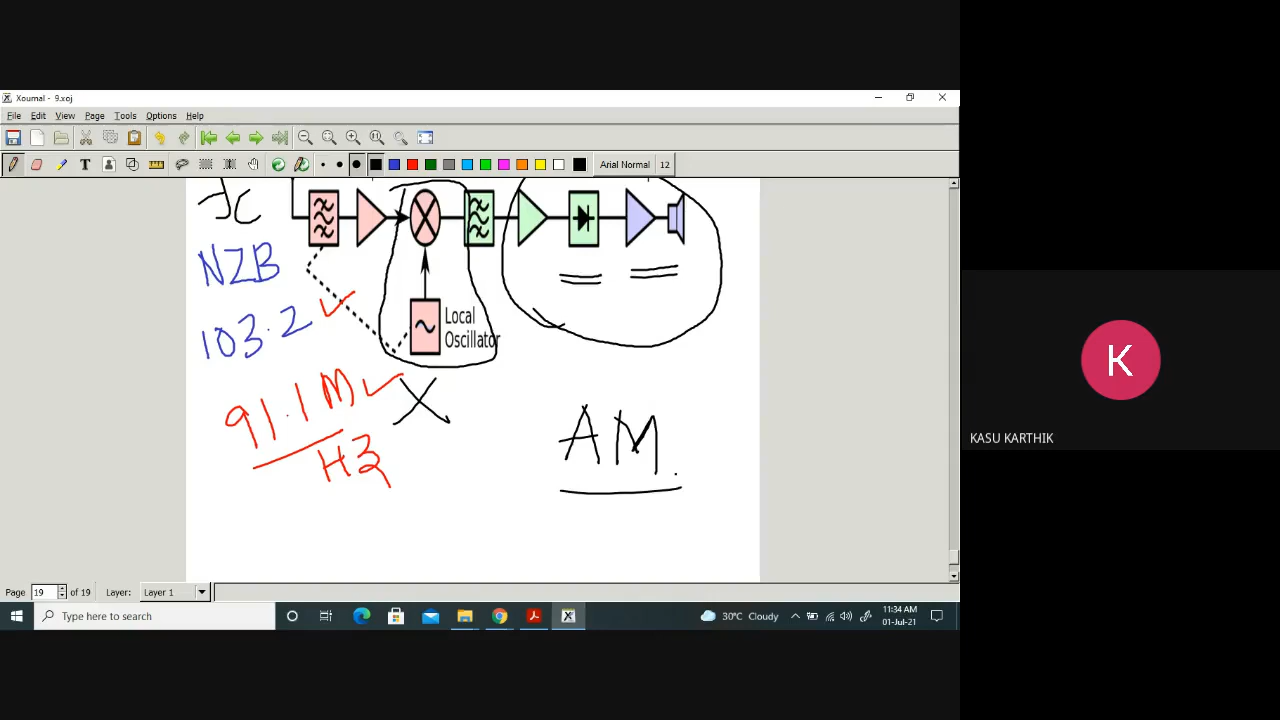 Xournal - 9.xoj
File Edit View Page Tools Options Help
Arial Normal 12
NZB
103.2
Local
Oscillator
91.1 M
Hz
X
AM.
Page 19 of 19 Layer: Layer 1
Type here to search
30°C Cloudy
11:34 AM
01-Jul-21
K
KASU KARTHIK